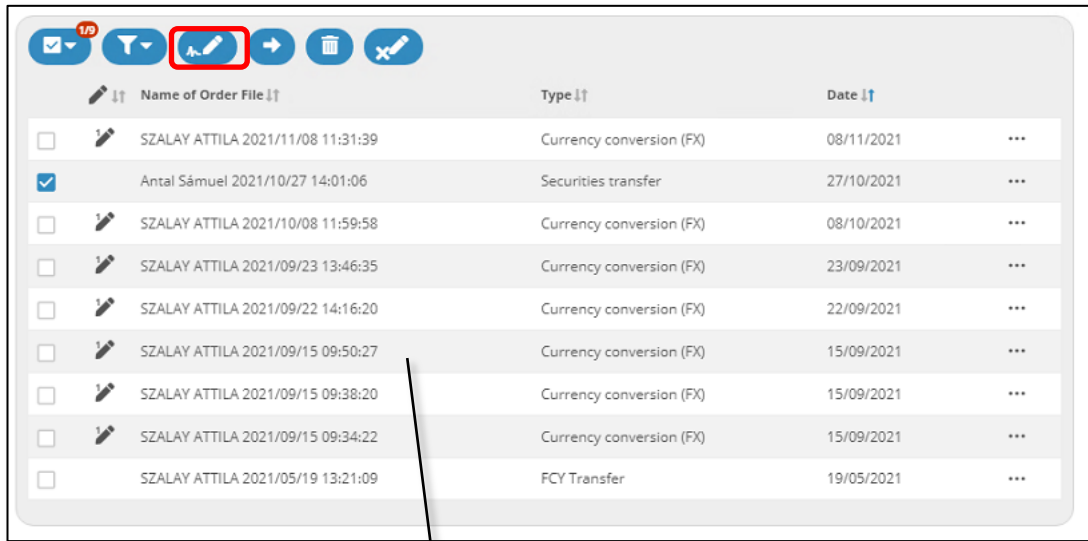 1/9
Name of Order File Type Date
SZALAY ATTILA 2021/11/08 11:31:39 Currency conversion (FX) 08/11/2021 ...
Antal Sámuel 2021/10/27 14:01:06 Securities transfer 27/10/2021 ...
1 SZALAY ATTILA 2021/10/08 11:59:58 Currency conversion (FX) 08/10/2021 ...
1 SZALAY ATTILA 2021/09/23 13:46:35 Currency conversion (FX) 23/09/2021 ...
1 SZALAY ATTILA 2021/09/22 14:16:20 Currency conversion (FX) 22/09/2021 ...
1 SZALAY ATTILA 2021/09/15 09:50:27 Currency conversion (FX) 15/09/2021 ...
1 SZALAY ATTILA 2021/09/15 09:38:20 Currency conversion (FX) 15/09/2021 ...
1 SZALAY ATTILA 2021/09/15 09:34:22 Currency conversion (FX) 15/09/2021 ...
SZALAY ATTILA 2021/05/19 13:21:09 FCY Transfer 19/05/2021 ...